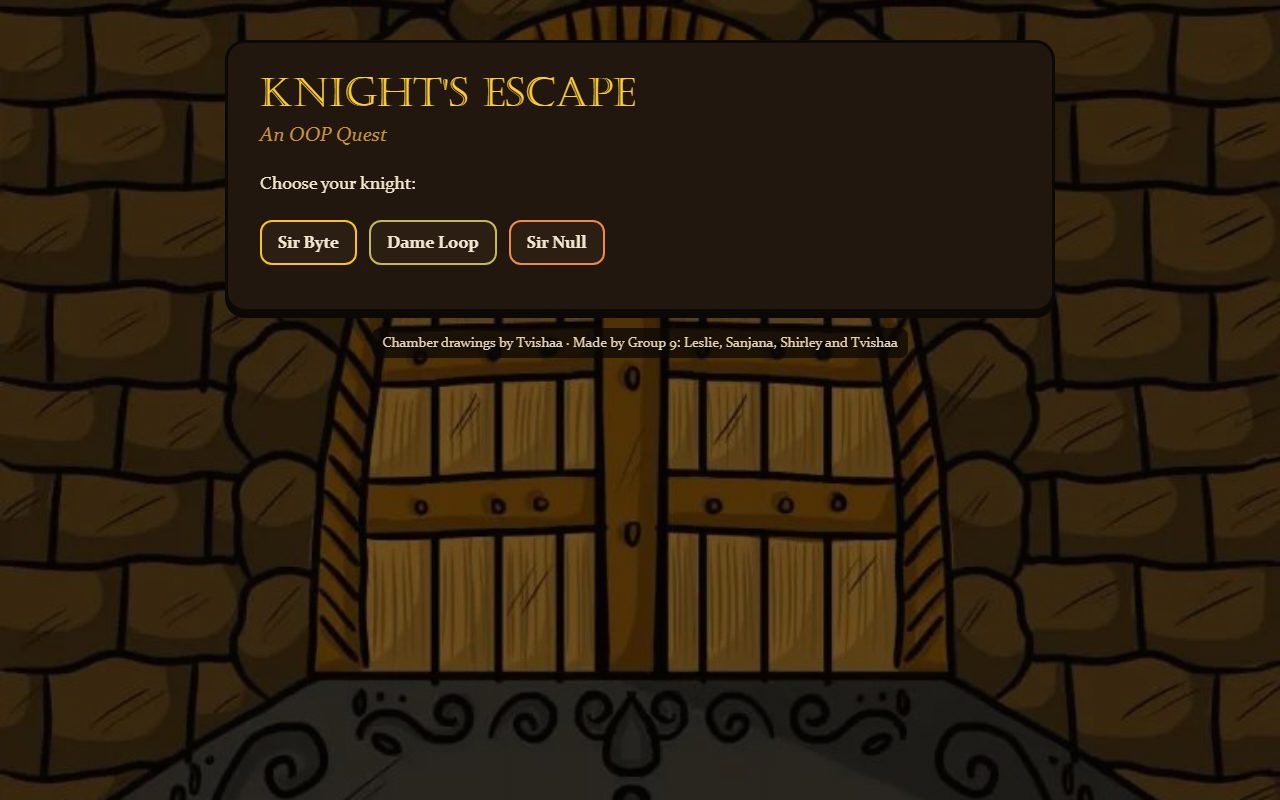 KNIGHT'S ESCAPE
An OOP Quest
Choose your knight:
Sir Byte
Dame Loop
Sir Null
Chamber drawings by Tvishaa · Made by Group 9: Leslie, Sanjana, Shirley and Tvishaa